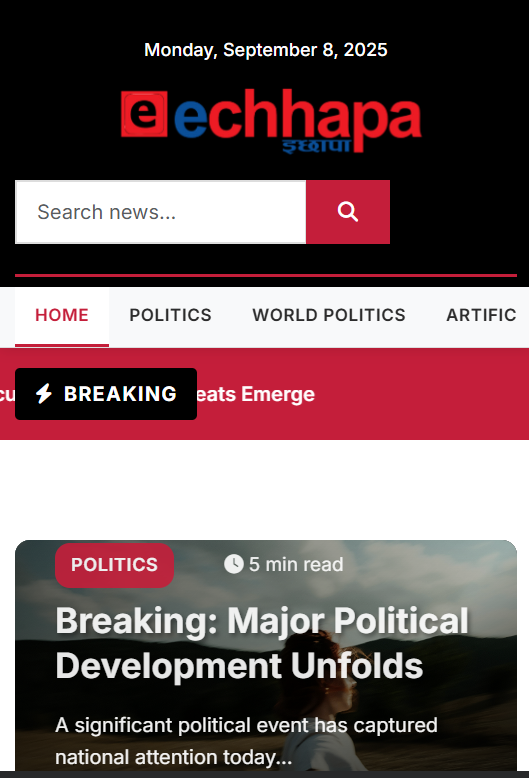 Monday, September 8, 2025
e echhapa
इछापा
Search news...
HOME POLITICS WORLD POLITICS ARTIFIC
BREAKING eats Emerge
POLITICS 5 min read
Breaking: Major Political
Development Unfolds
A significant political event has captured
national attention today...